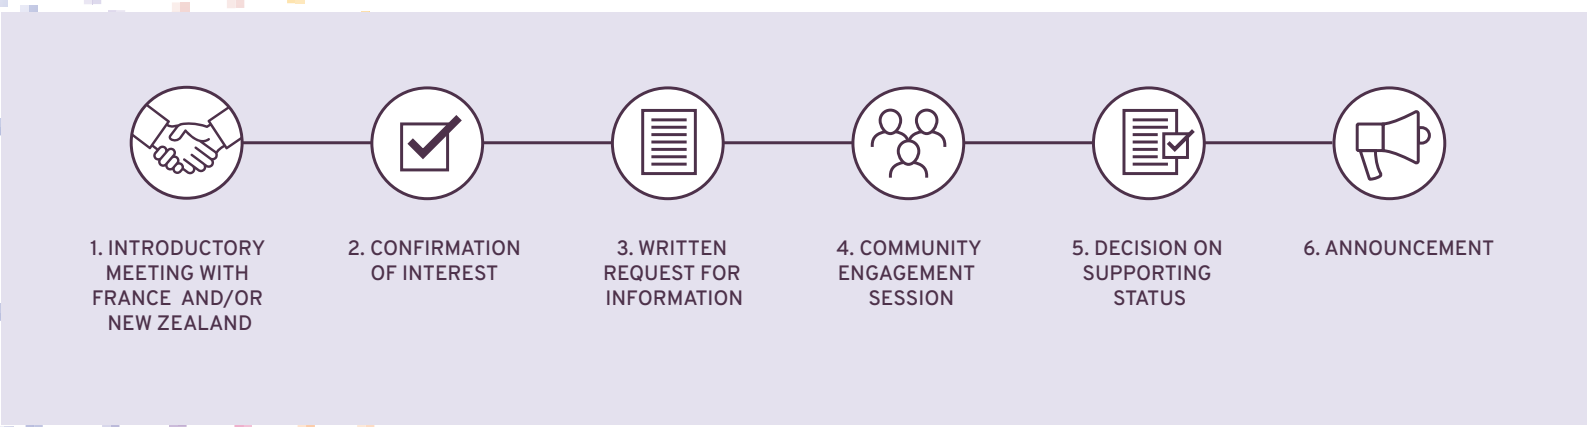 1. INTRODUCTORY
MEETING WITH
FRANCE AND/OR
NEW ZEALAND
2. CONFIRMATION
OF INTEREST
3. WRITTEN
REQUEST FOR
INFORMATION
4. COMMUNITY
ENGAGEMENT
SESSION
5. DECISION ON
SUPPORTING
STATUS
6. ANNOUNCEMENT